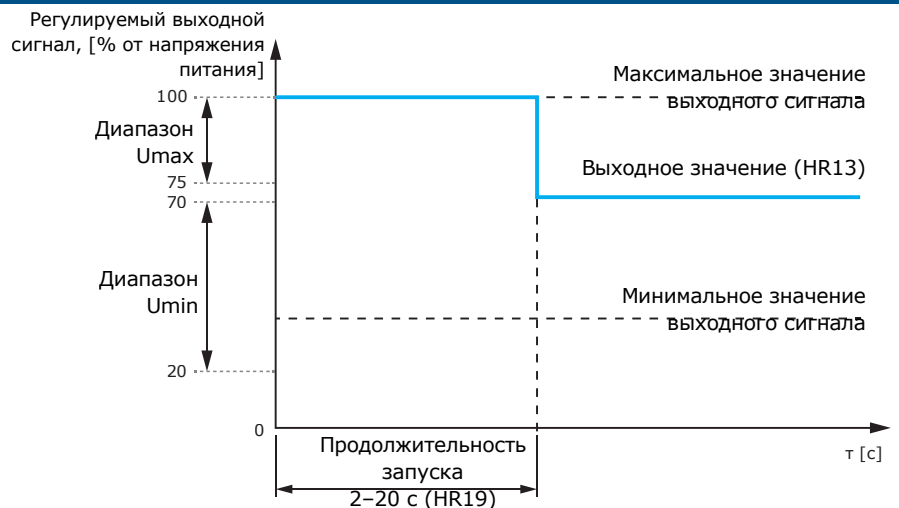 Регулируемый выходной
сигнал, [% от напряжения
питания]
100
Диапазон
Umax
75
70
Диапазон
Umin
20
0
Максимальное значение
выходного сигнала
Выходное значение (HR13)
Минимальное значение
выходного сигнала
Продолжительность
запуска
2–20 с (HR19)
т [с]